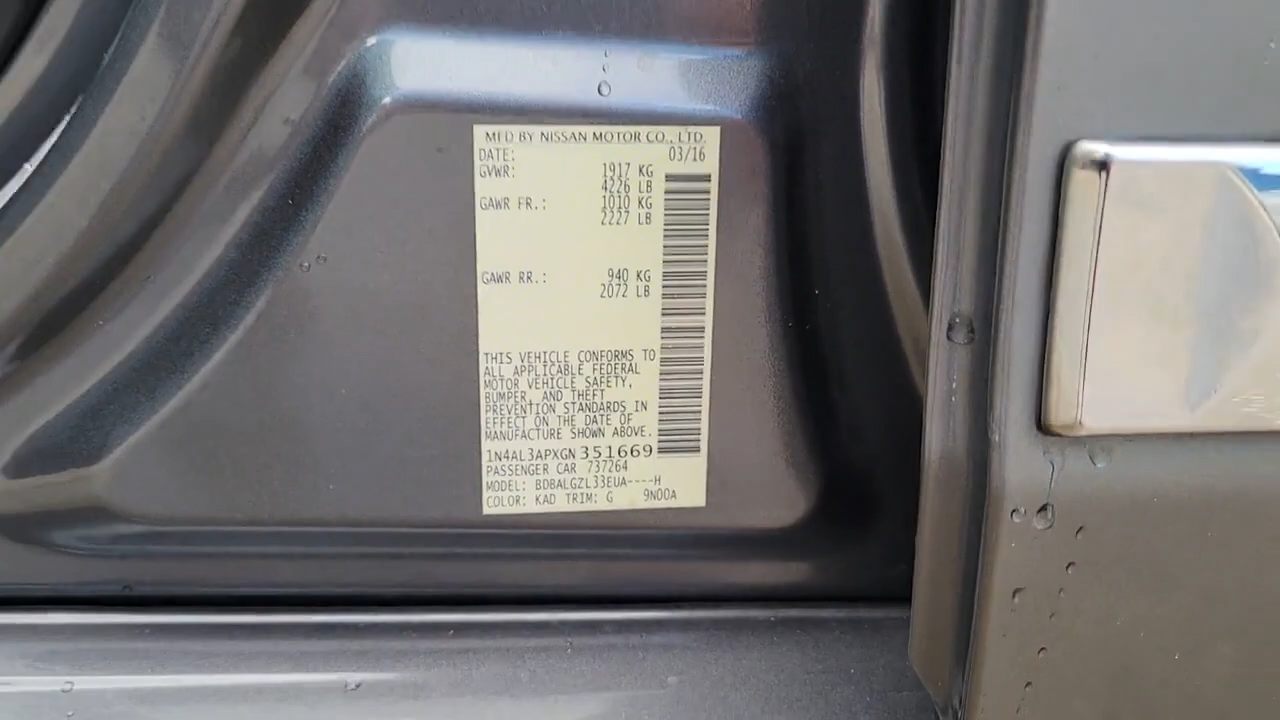 MFD BY NISSAN MOTOR CO., LTD.
DATE: 03/16
GVWR: 1917 KG
4226 LB
GAWR FR.: 1010 KG
2227 LB
GAWR RR.: 940 KG
2072 LB
THIS VEHICLE CONFORMS TO
ALL APPLICABLE FEDERAL
MOTOR VEHICLE SAFETY,
BUMPER, AND THEFT
PREVENTION STANDARDS IN
EFFECT ON THE DATE OF
MANUFACTURE SHOWN ABOVE.
1N4AL3APXGN351669
PASSENGER CAR 737264
MODEL: BDBALGZL33EUA----H
COLOR: KAD TRIM: G 9N00A